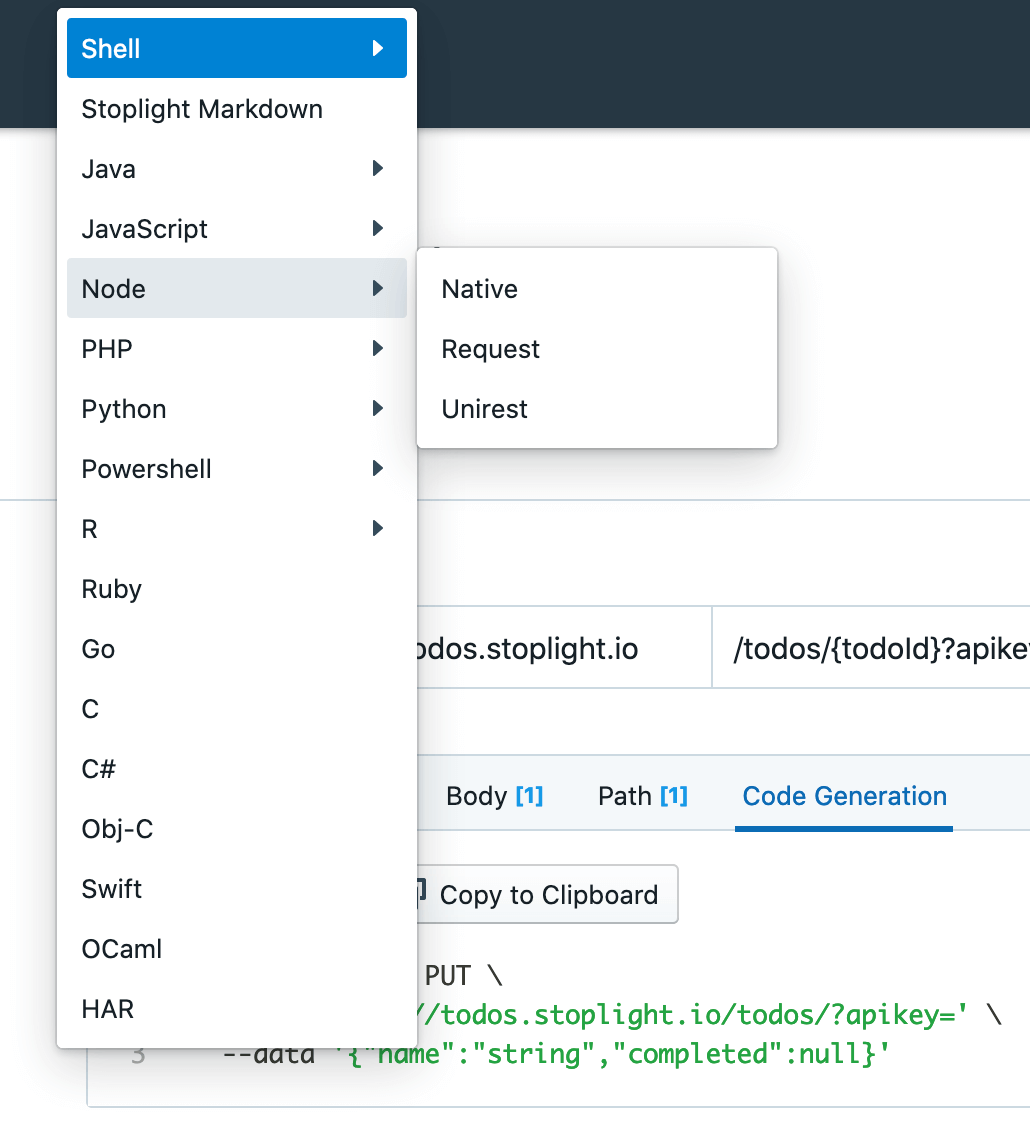 Shell
Stoplight Markdown
Java
JavaScript
Node
Native
PHP
Request
Python
Unirest
Powershell
R
Ruby
Go
todos.stoplight.io /todos/{todoId}?apikey
C
C#
Body [1] Path [1] Code Generation
Obj-C
Swift
Copy to Clipboard
OCaml
PUT \
HAR
//todos.stoplight.io/todos/?apikey=' \
3 --data '{"name":"string","completed":null}'